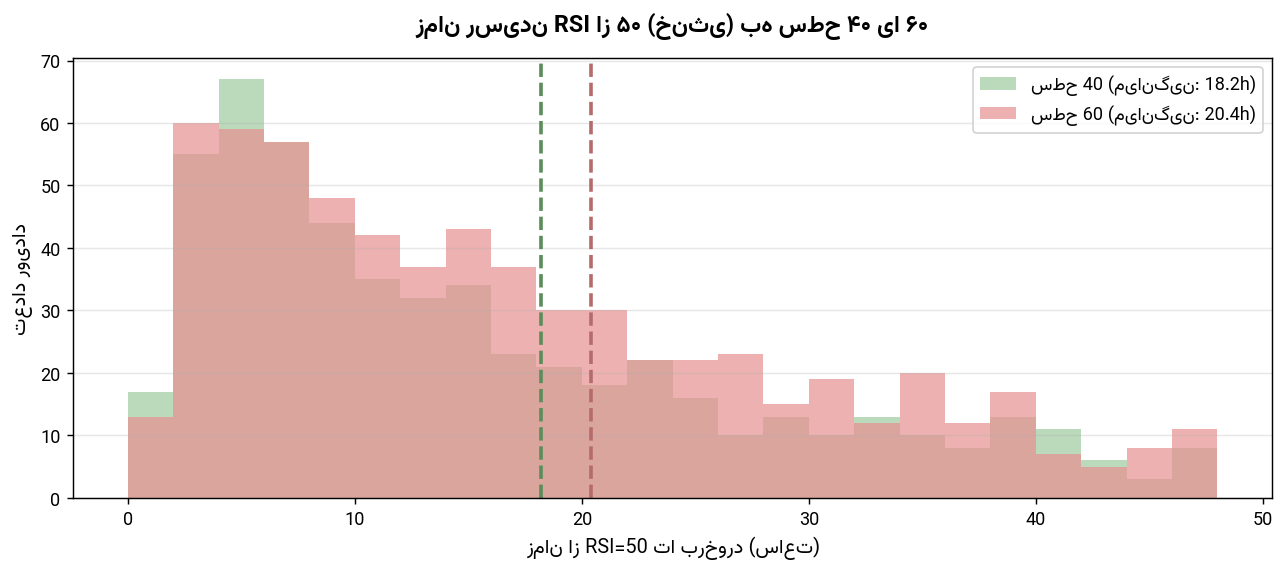 زمان رسیدن RSI از ۵۰ (خنثی) به سطح ۴۰ یا ۶۰
سطح 40 (میانگین: 18.2h)
سطح 60 (میانگین: 20.4h)
تعداد رویداد
70
60
50
40
30
20
10
0
0 10 20 30 40 50
زمان از RSI=50 تا برخورد (ساعت)